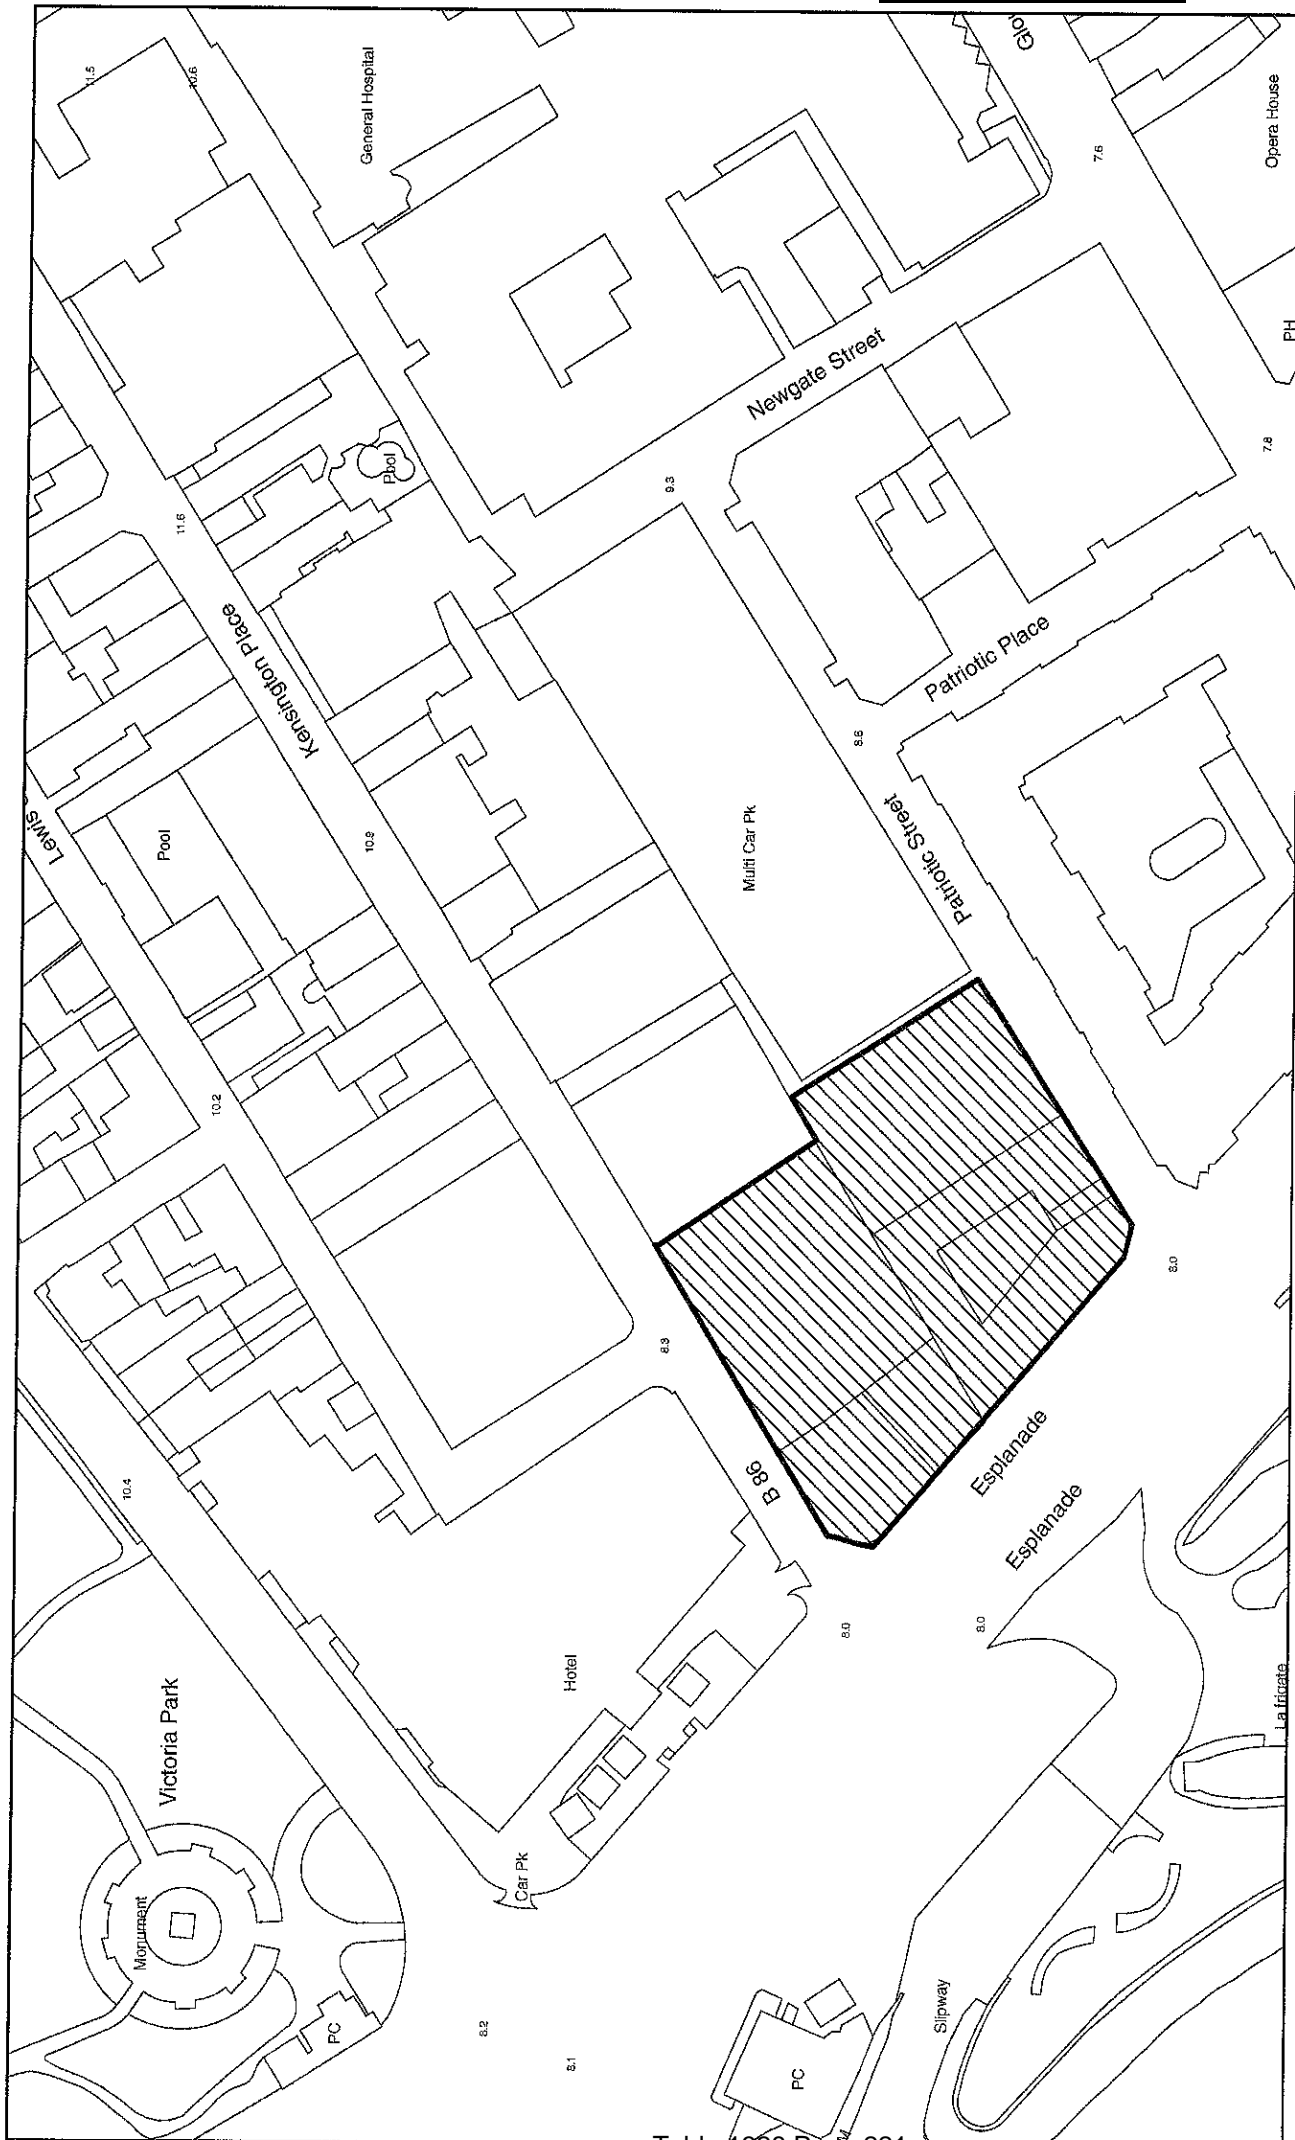 11.5
10.6
General Hospital
Glou
7.6
Opera House
PH
7.8
Newgate Street
9.3
Pool
11.6
Kensington Place
Patriotic Place
8.6
Patriotic Street
Multi Car Pk
10.9
Pool
Lewis
10.2
8.3
8.0
B 86
Esplanade
Esplanade
8.0
8.0
10.4
Victoria Park
Hotel
Car Pk
Monument
PC
8.2
8.1
PC
Slipway
La frigate